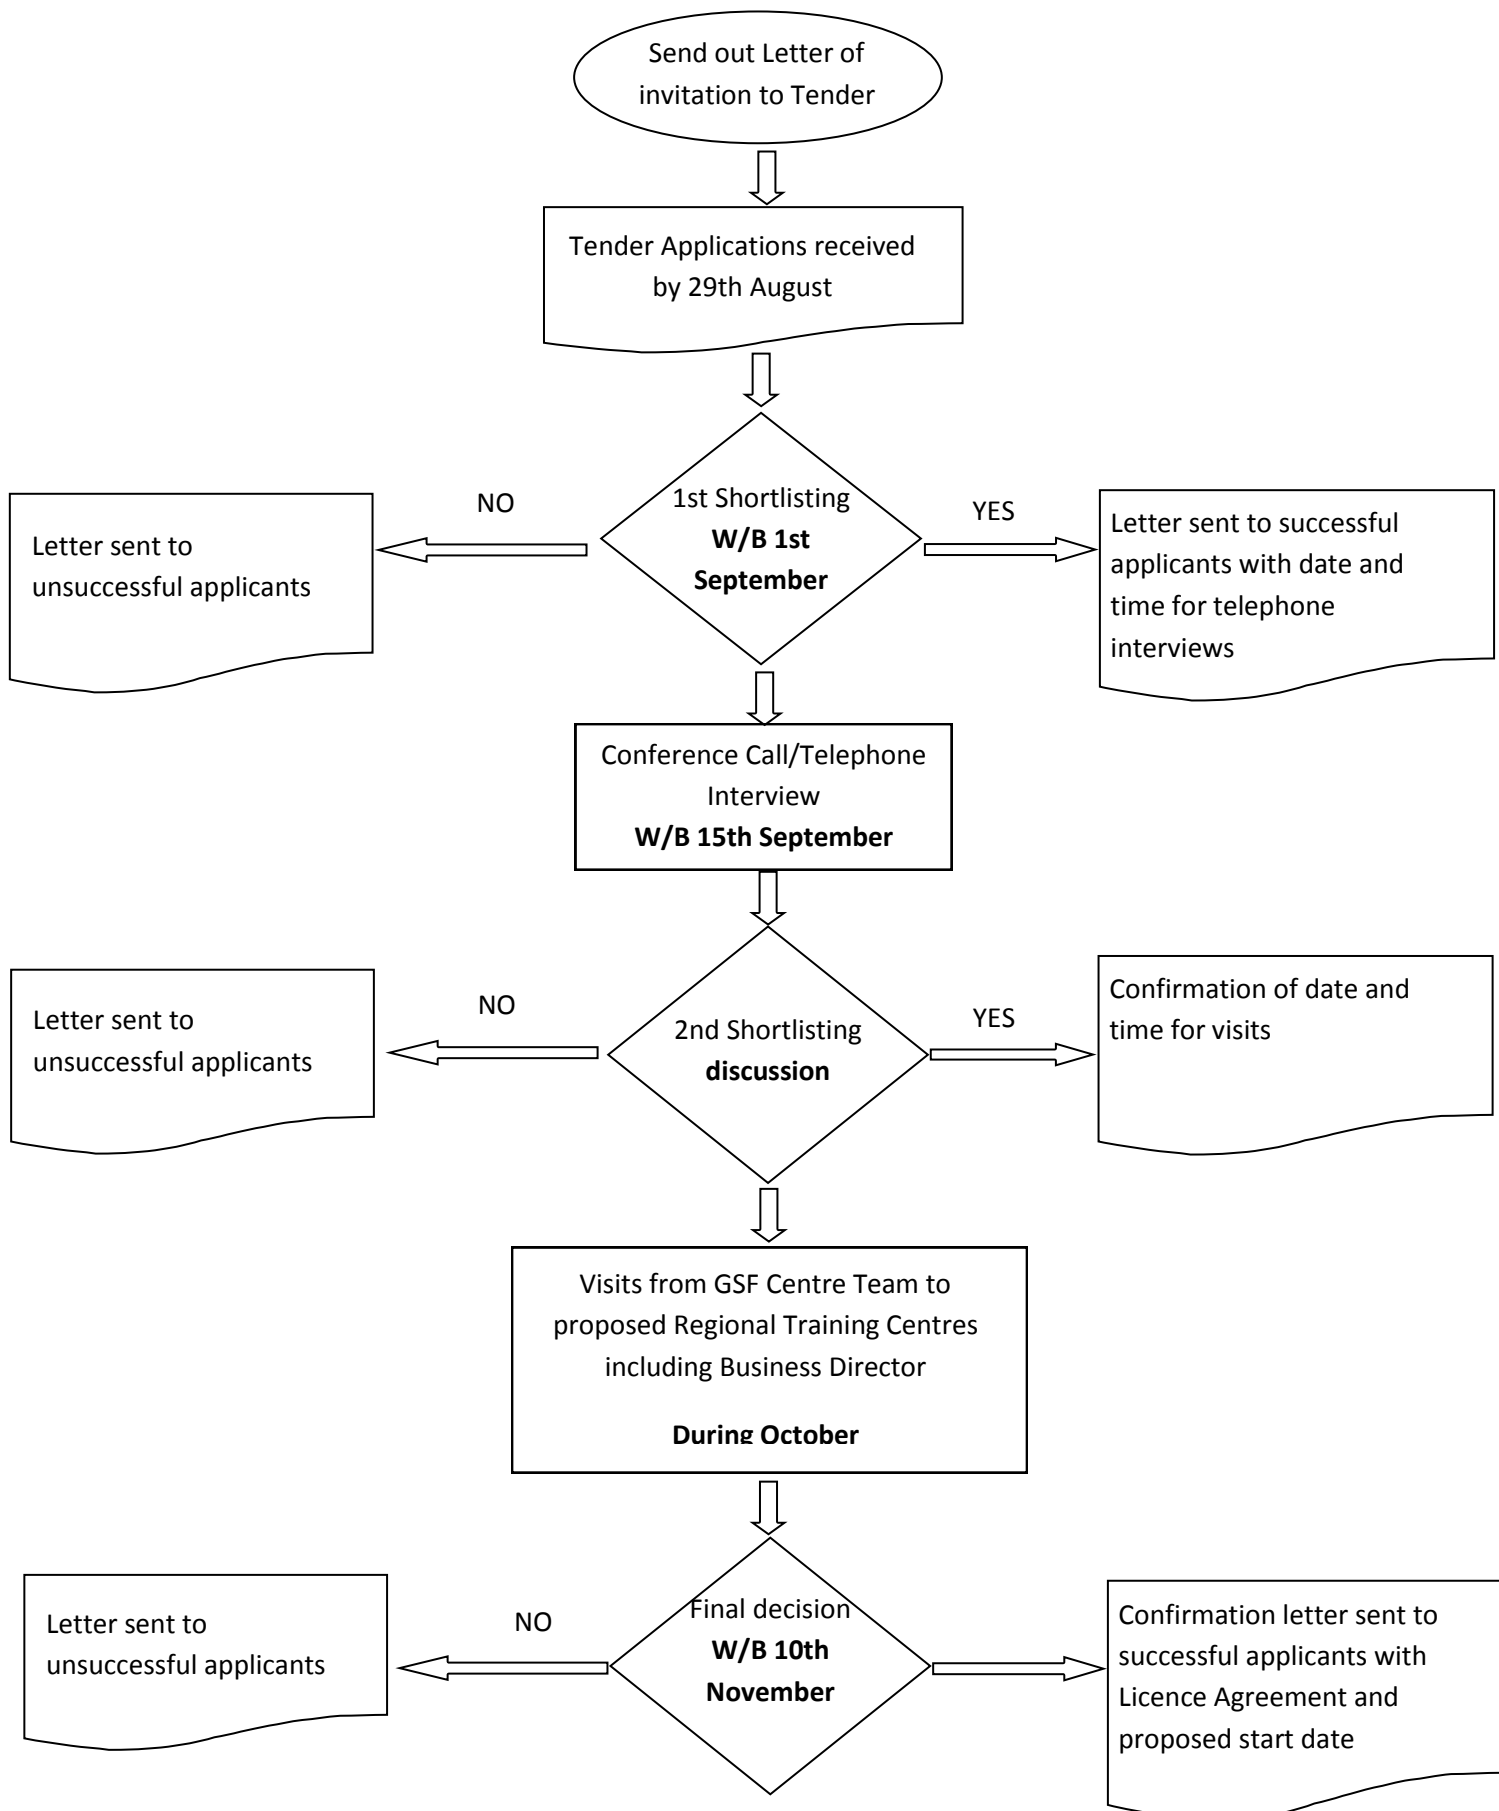 Send out Letter of
invitation to Tender
Tender Applications received
by 29th August
1st Shortlisting
W/B 1st
September
NO
YES
Letter sent to
unsuccessful applicants
Letter sent to successful
applicants with date and
time for telephone
interviews
Conference Call/Telephone
Interview
W/B 15th September
2nd Shortlisting
discussion
NO
YES
Letter sent to
unsuccessful applicants
Confirmation of date and
time for visits
Visits from GSF Centre Team to
proposed Regional Training Centres
including Business Director
During October
Final decision
W/B 10th
November
NO
Letter sent to
unsuccessful applicants
Confirmation letter sent to
successful applicants with
Licence Agreement and
proposed start date